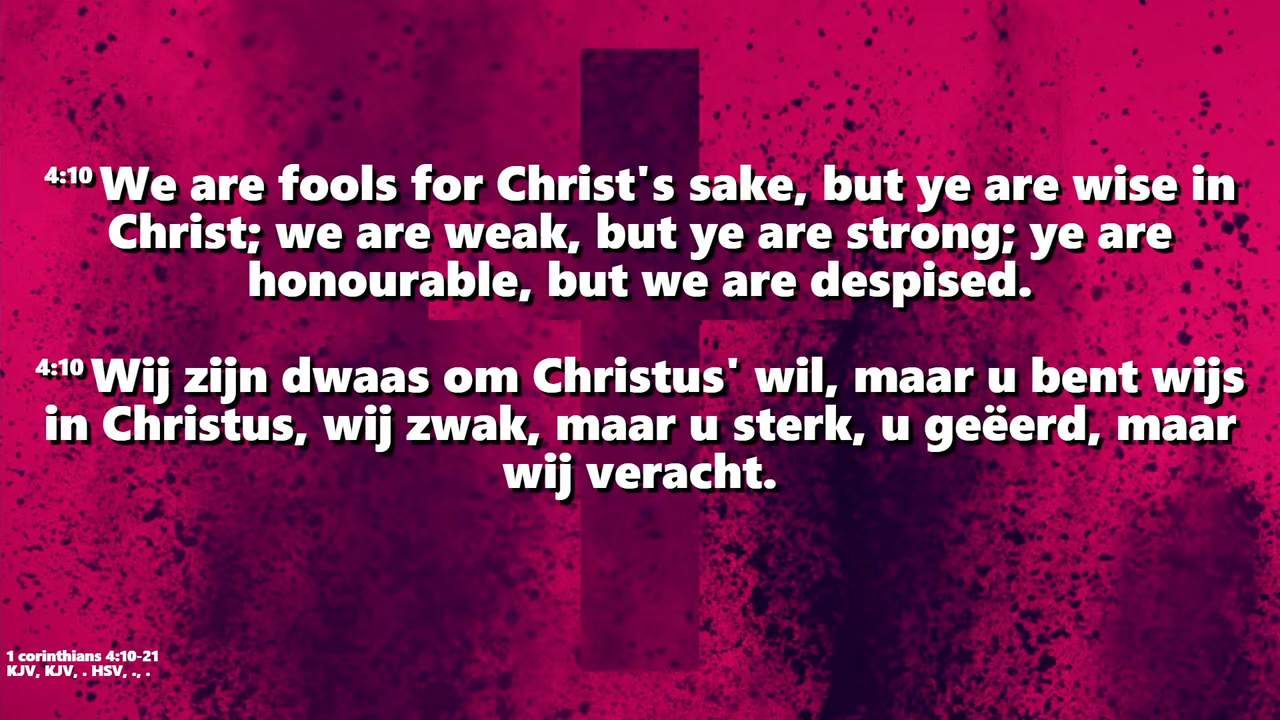 4:10 We are fools for Christ's sake, but ye are wise in
Christ; we are weak, but ye are strong; ye are
honourable, but we are despised.
4:10 Wij zijn dwaas om Christus' wil, maar u bent wijs
in Christus, wij zwak, maar u sterk, u geëerd, maar
wij veracht.
1 corinthians 4:10-21
KJV, KJV, . HSV, ., .